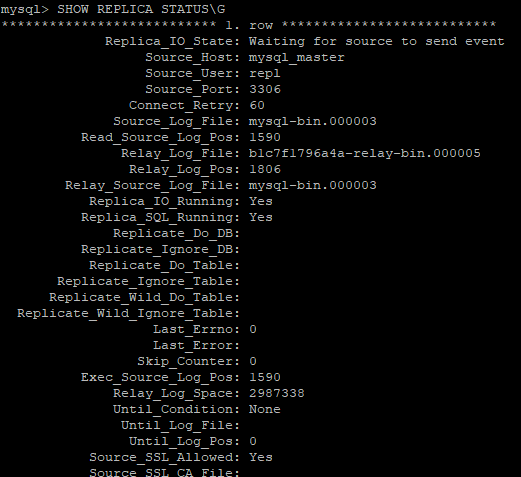 mysql> SHOW REPLICA STATUS\G
*************************** 1. row ***************************
Replica_IO_State: Waiting for source to send event
Source_Host: mysql_master
Source_User: repl
Source_Port: 3306
Connect_Retry: 60
Source_Log_File: mysql-bin.000003
Read_Source_Log_Pos: 1590
Relay_Log_File: b1c7f1796a4a-relay-bin.000005
Relay_Log_Pos: 1806
Relay_Source_Log_File: mysql-bin.000003
Replica_IO_Running: Yes
Replica_SQL_Running: Yes
Replicate_Do_DB:
Replicate_Ignore_DB:
Replicate_Do_Table:
Replicate_Ignore_Table:
Replicate_Wild_Do_Table:
Replicate_Wild_Ignore_Table:
Last_Errno: 0
Last_Error:
Skip_Counter: 0
Exec_Source_Log_Pos: 1590
Relay_Log_Space: 2987338
Until_Condition: None
Until_Log_File:
Until_Log_Pos: 0
Source_SSL_Allowed: Yes
Source_SSL_CA_File: